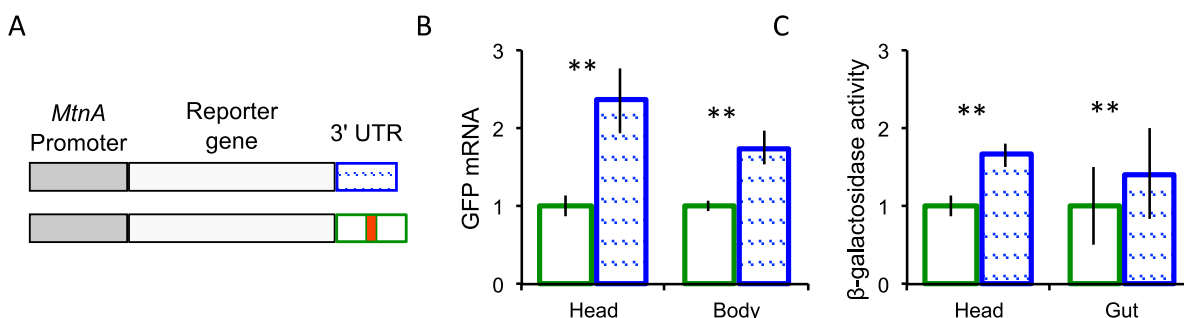 A
MtnA
Promoter
Reporter
gene
3' UTR
B
GFP mRNA
3
2
1
0
**
**
Head
Body
C
β-galactosidase activity
3
2
1
0
**
**
Head
Gut